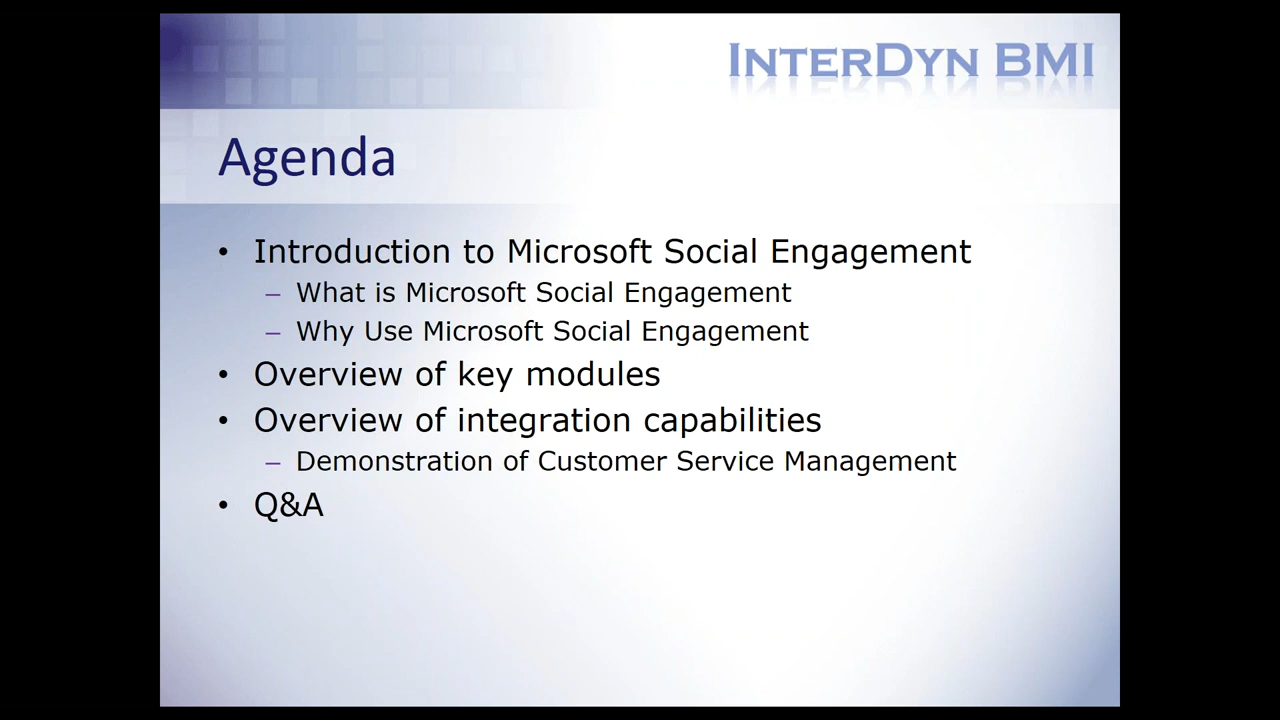 INTERDYN BMI
Agenda
• Introduction to Microsoft Social Engagement
– What is Microsoft Social Engagement
– Why Use Microsoft Social Engagement
• Overview of key modules
• Overview of integration capabilities
– Demonstration of Customer Service Management
• Q&A